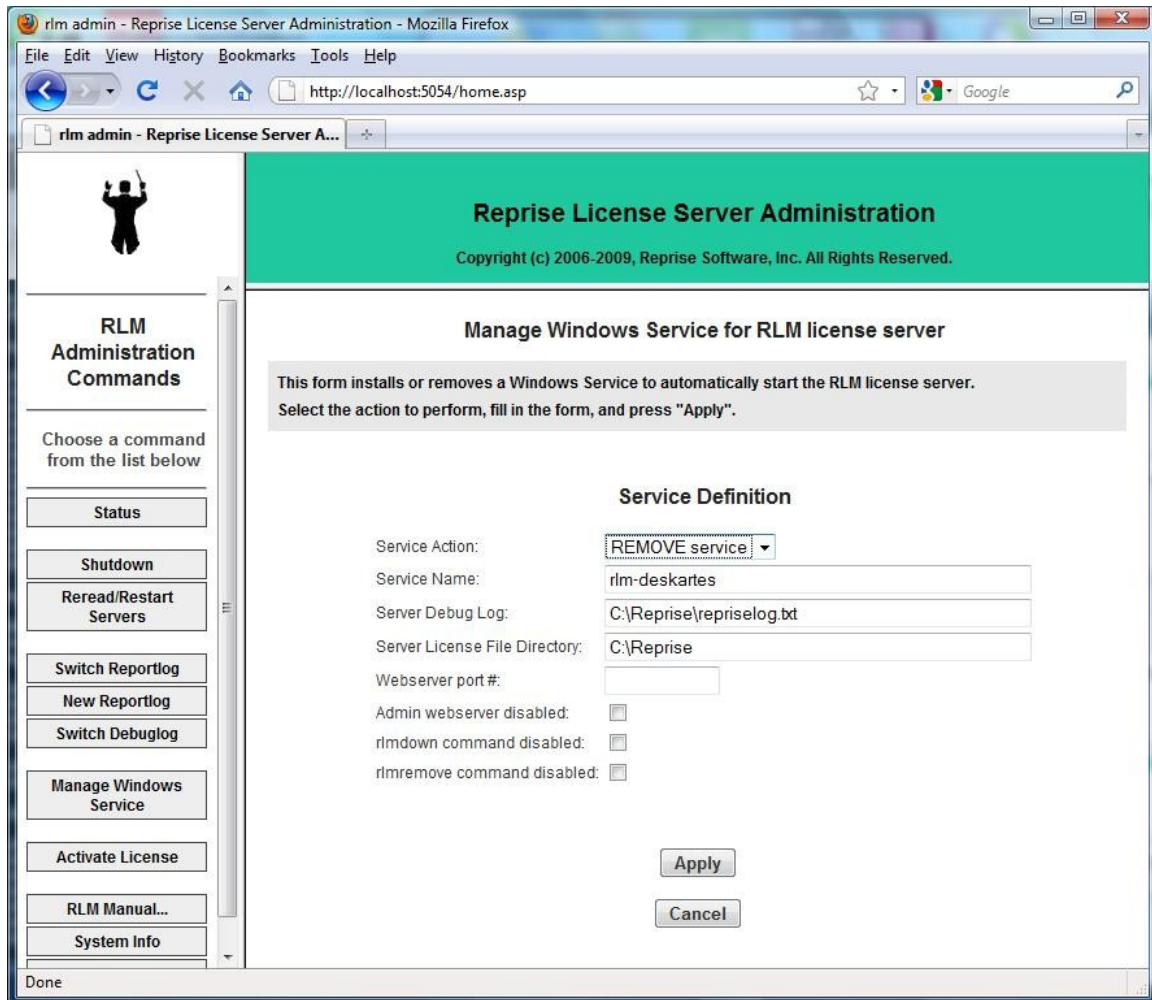 rlm admin - Reprise License Server Administration - Mozilla Firefox
File Edit View History Bookmarks Tools Help
http://localhost:5054/home.asp
Google
rlm admin - Reprise License Server A...
Reprise License Server Administration
Copyright (c) 2006-2009, Reprise Software, Inc. All Rights Reserved.
RLM
Administration
Commands
Choose a command
from the list below
Status
Shutdown
Reread/Restart
Servers
Switch Reportlog
New Reportlog
Switch Debuglog
Manage Windows
Service
Activate License
RLM Manual...
System Info
Manage Windows Service for RLM license server
This form installs or removes a Windows Service to automatically start the RLM license server.
Select the action to perform, fill in the form, and press "Apply".
Service Definition
Service Action: REMOVE service
Service Name: rlm-deskartes
Server Debug Log: C:\Reprise\repriselog.txt
Server License File Directory: C:\Reprise
Webserver port #:
Admin webserver disabled:
rlmdown command disabled:
rlmremove command disabled:
Apply
Cancel
Done